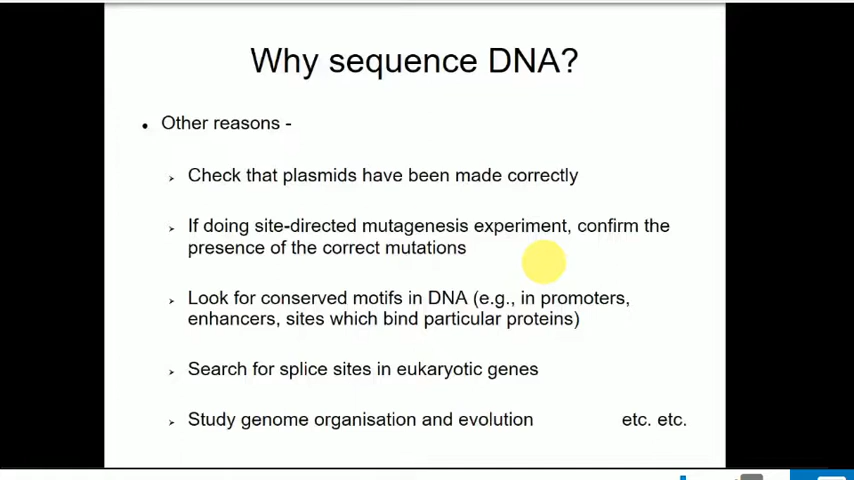 Why sequence DNA?
Other reasons -
Check that plasmids have been made correctly
If doing site-directed mutagenesis experiment, confirm the
presence of the correct mutations
Look for conserved motifs in DNA (e.g., in promoters,
enhancers, sites which bind particular proteins)
Search for splice sites in eukaryotic genes
Study genome organisation and evolution etc. etc.